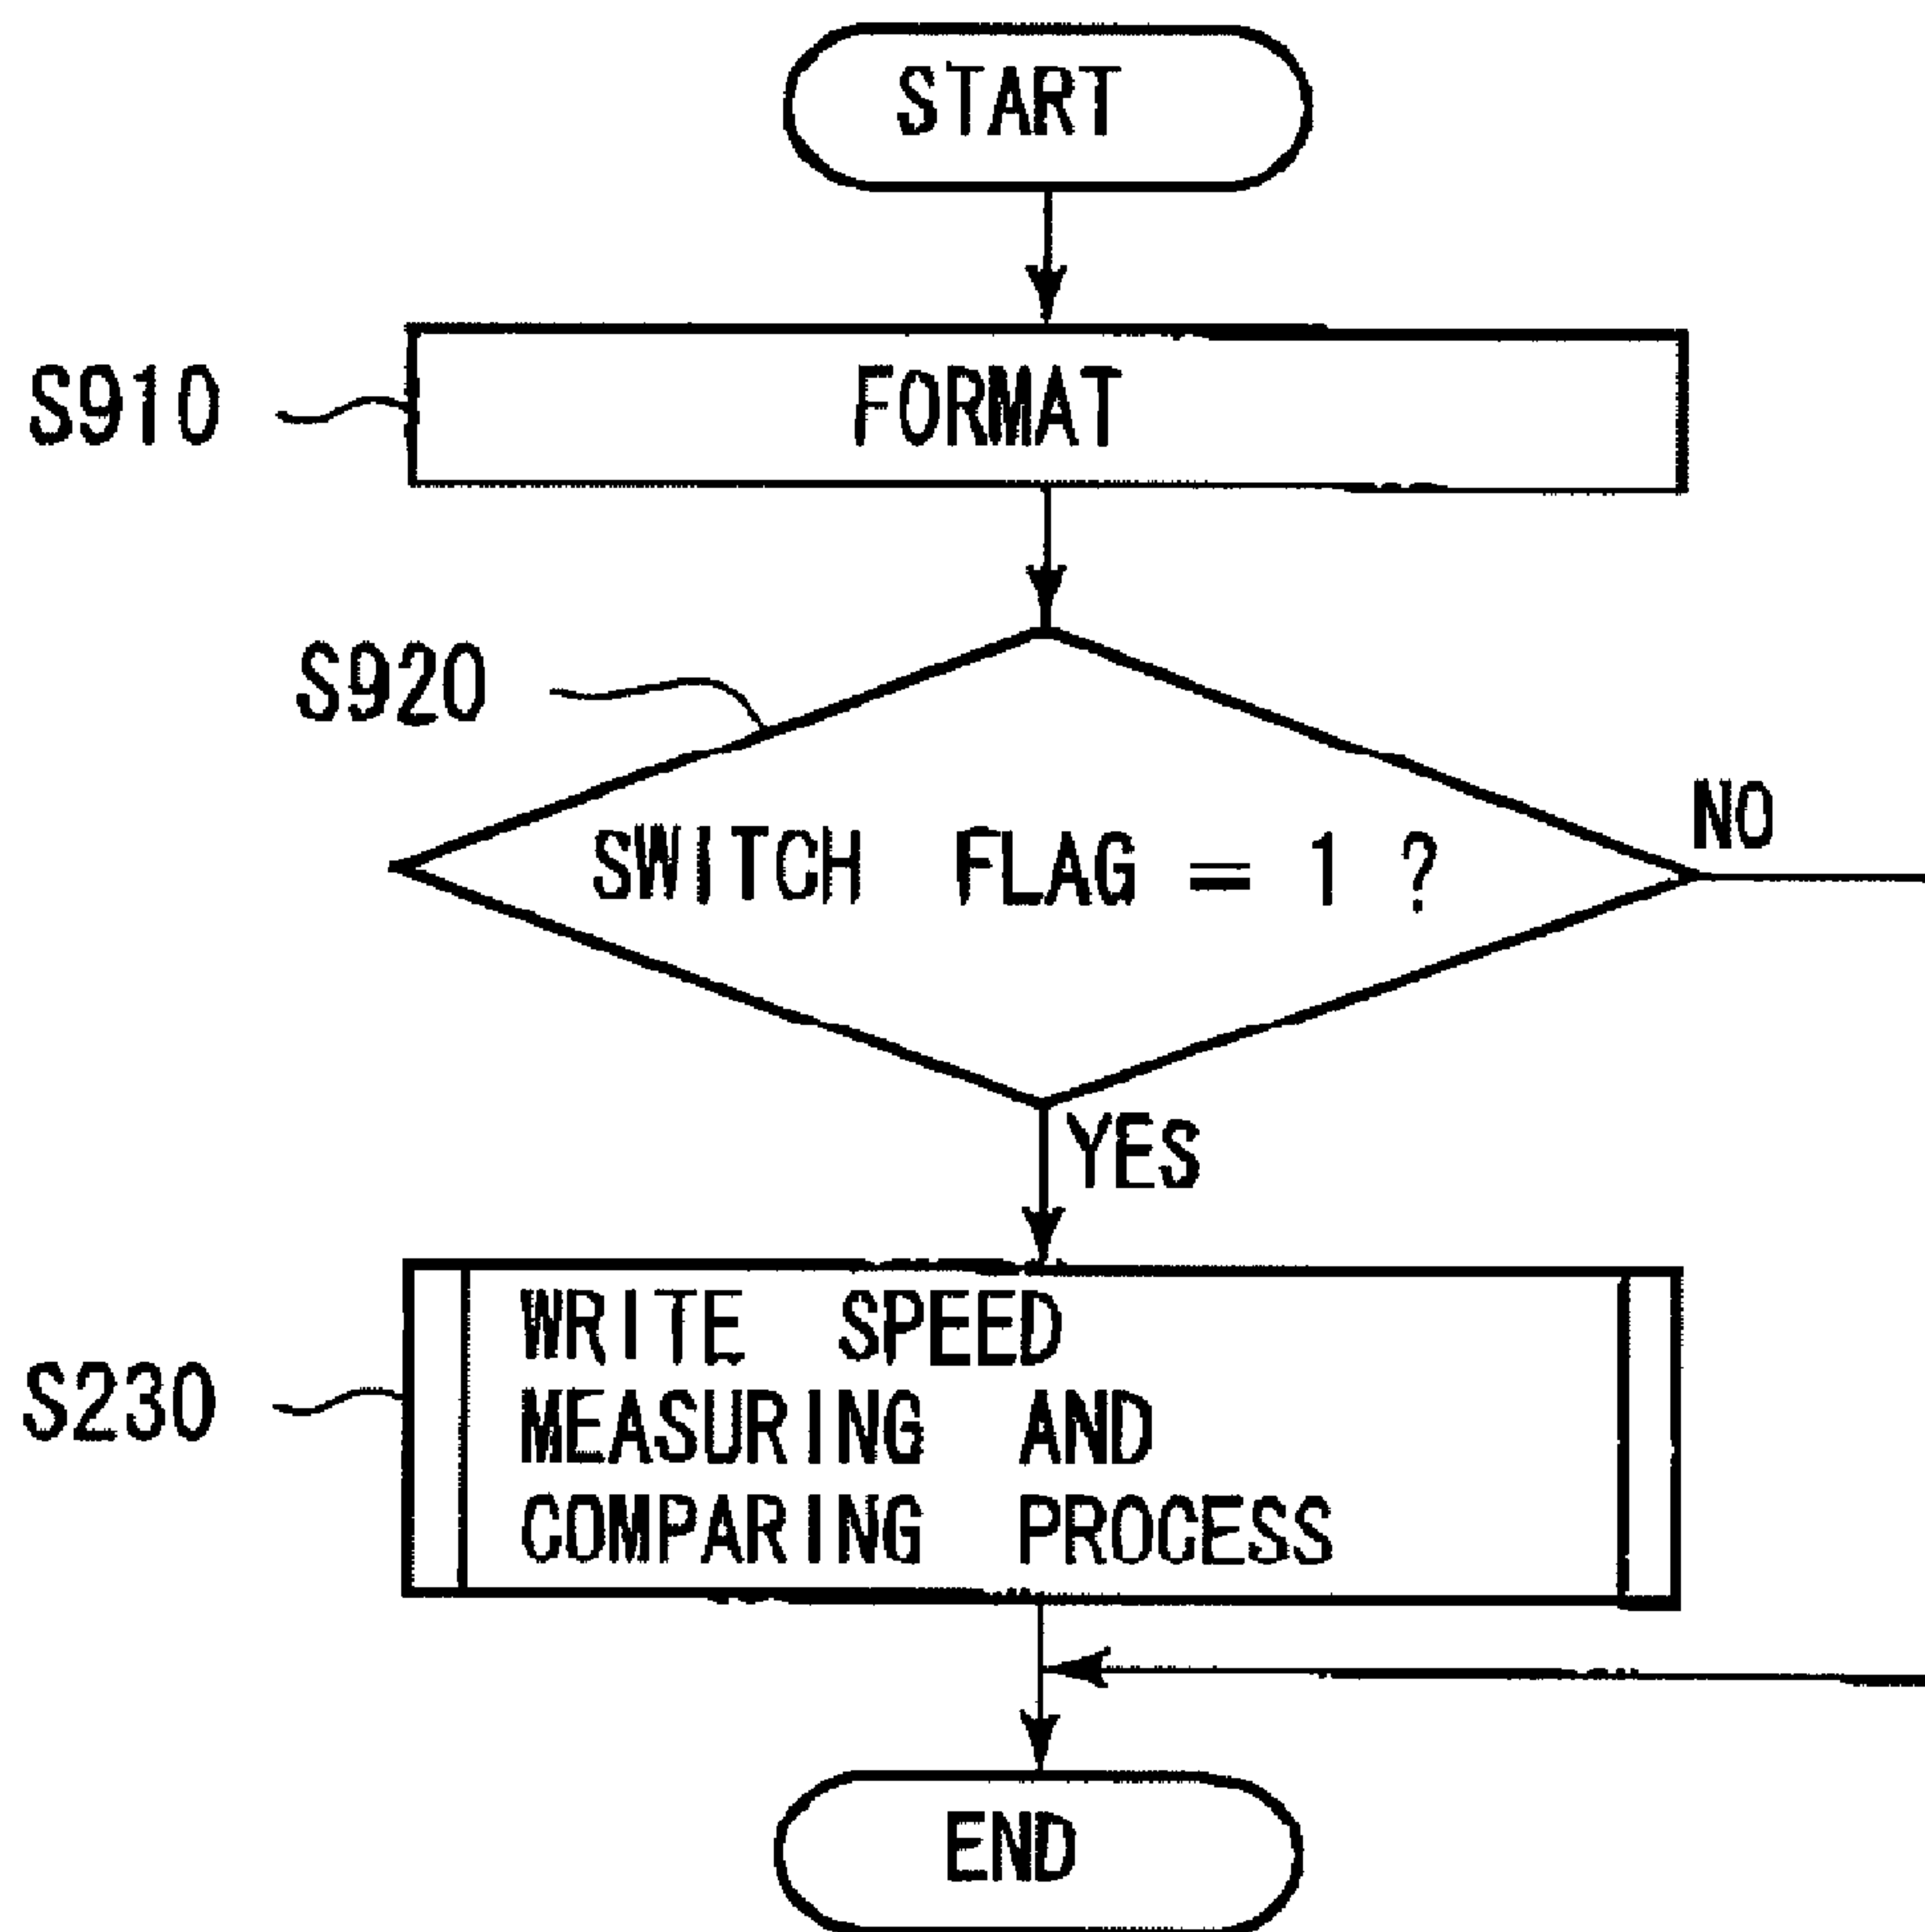 START
S910
FORMAT
S920
NO
SWITCH FLAG = 1 ?
YES
WRITE SPEED
S230
MEASURING AND
COMPARING PROCESS
END